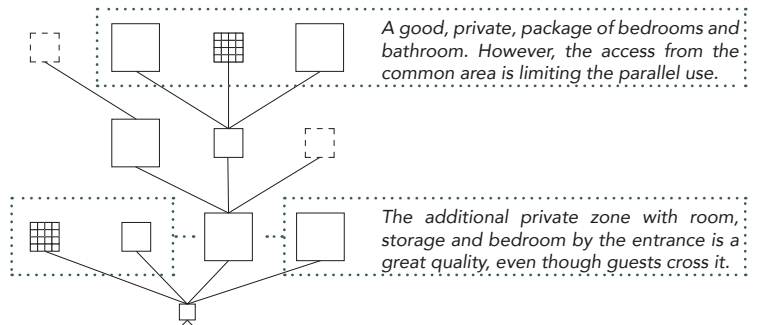 A good, private, package of bedrooms and
bathroom. However, the access from the
common area is limiting the parallel use.
The additional private zone with room,
storage and bedroom by the entrance is a
great quality, even though guests cross it.